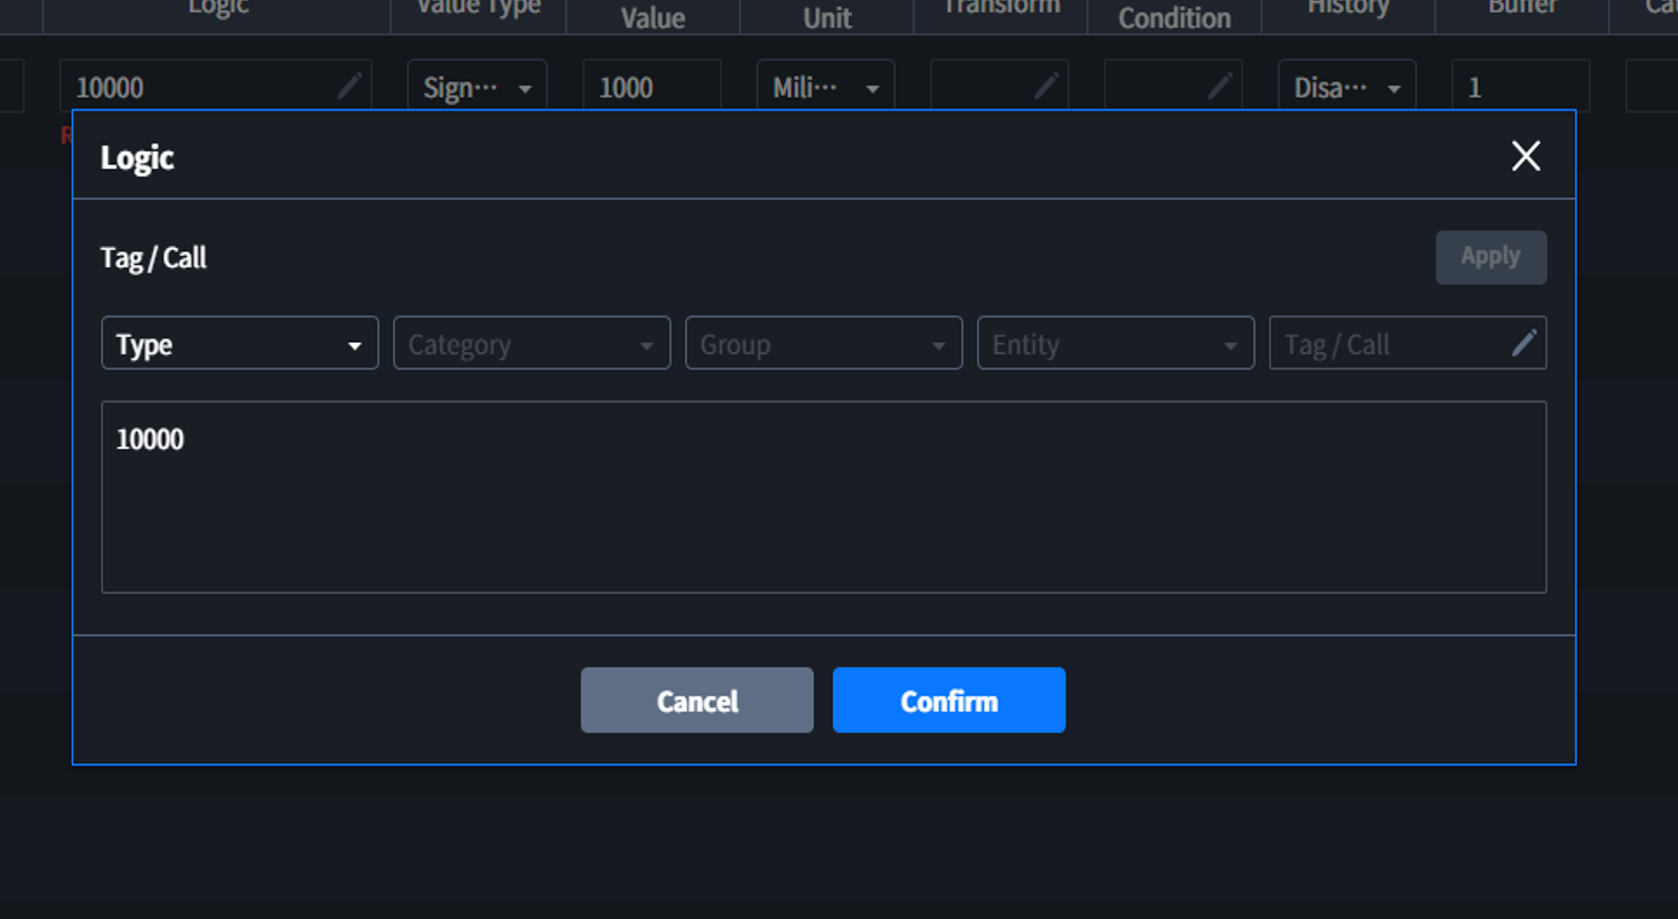 Logic Value Type Value Unit Transform Condition History Buffer
10000 Sign··· 1000 Mili··· Disa··· 1
Logic
Tag / Call
Apply
Type Category Group Entity Tag / Call
10000
Cancel Confirm